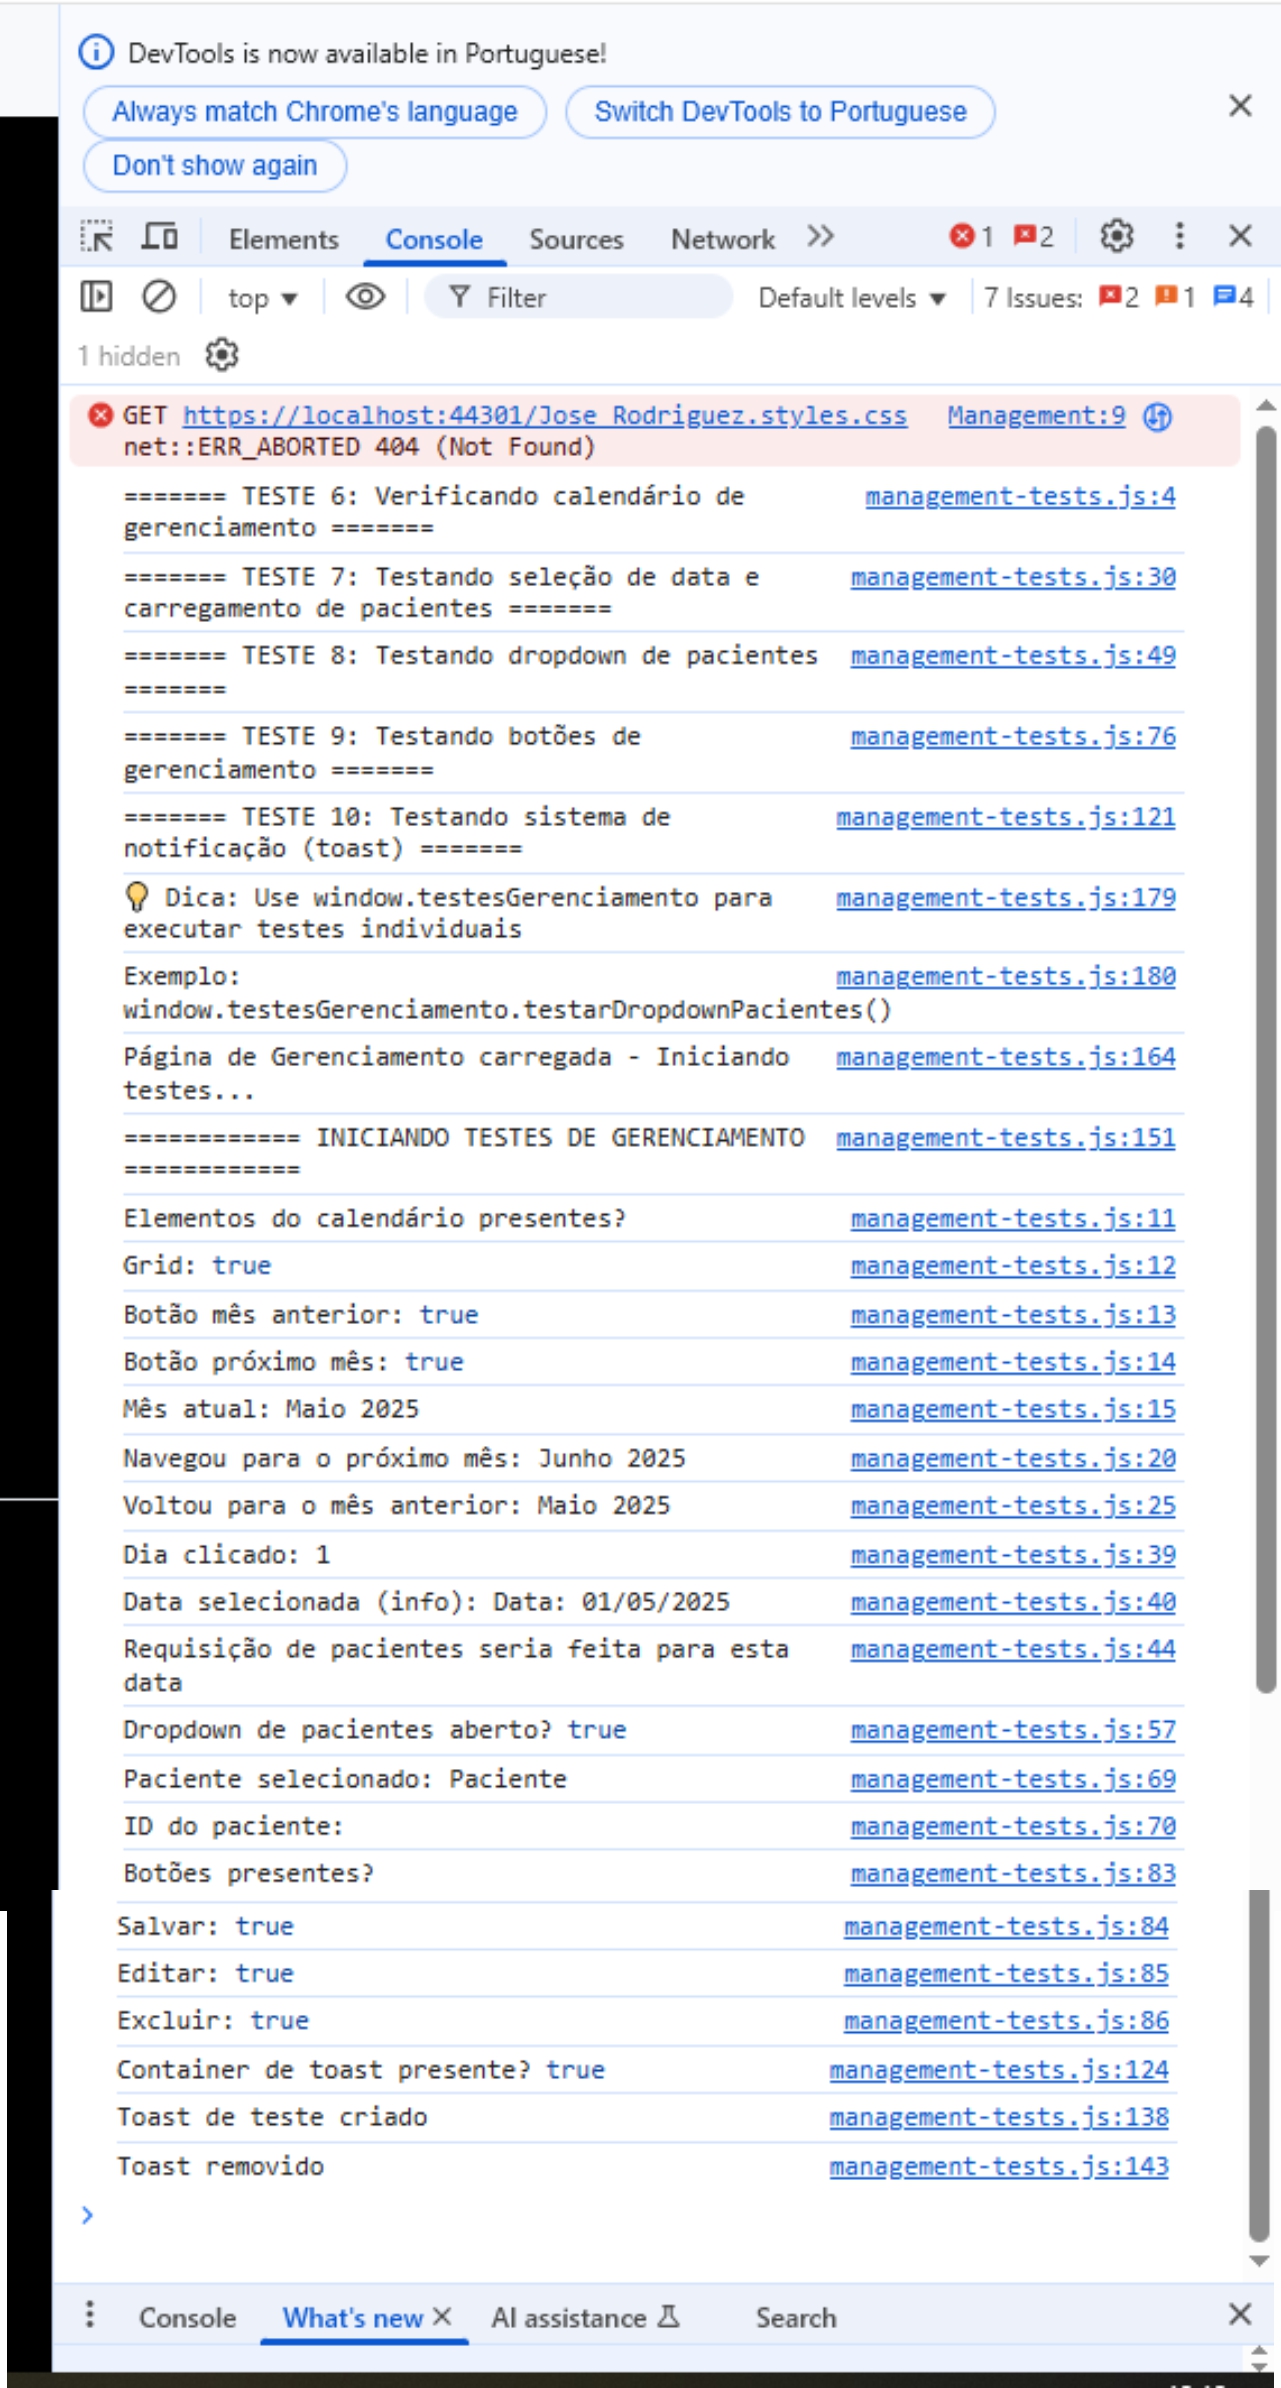 DevTools is now available in Portuguese!
Always match Chrome's language
Switch DevTools to Portuguese
Don't show again
Elements Console Sources Network 1 2
top Filter Default levels 7 Issues: 2 1 4
1 hidden
GET https://localhost:44301/Jose_Rodriguez.styles.css Management:9
net::ERR_ABORTED 404 (Not Found)
======= TESTE 6: Verificando calendário de management-tests.js:4
gerenciamento =======
======= TESTE 7: Testando seleção de data e management-tests.js:30
carregamento de pacientes =======
======= TESTE 8: Testando dropdown de pacientes management-tests.js:49
=======
======= TESTE 9: Testando botões de management-tests.js:76
gerenciamento =======
======= TESTE 10: Testando sistema de management-tests.js:121
notificação (toast) =======
💡 Dica: Use window.testesGerenciamento para management-tests.js:179
executar testes individuais
Exemplo: management-tests.js:180
window.testesGerenciamento.testarDropdownPacientes()
Página de Gerenciamento carregada - Iniciando management-tests.js:164
testes...
============ INICIANDO TESTES DE GERENCIAMENTO management-tests.js:151
============
Elementos do calendário presentes? management-tests.js:11
Grid: true management-tests.js:12
Botão mês anterior: true management-tests.js:13
Botão próximo mês: true management-tests.js:14
Mês atual: Maio 2025 management-tests.js:15
Navegou para o próximo mês: Junho 2025 management-tests.js:20
Voltou para o mês anterior: Maio 2025 management-tests.js:25
Dia clicado: 1 management-tests.js:39
Data selecionada (info): Data: 01/05/2025 management-tests.js:40
Requisição de pacientes seria feita para esta management-tests.js:44
data
Dropdown de pacientes aberto? true management-tests.js:57
Paciente selecionado: Paciente management-tests.js:69
ID do paciente: management-tests.js:70
Botões presentes? management-tests.js:83
Salvar: true management-tests.js:84
Editar: true management-tests.js:85
Excluir: true management-tests.js:86
Container de toast presente? true management-tests.js:124
Toast de teste criado management-tests.js:138
Toast removido management-tests.js:143
Console What's new AI assistance Search